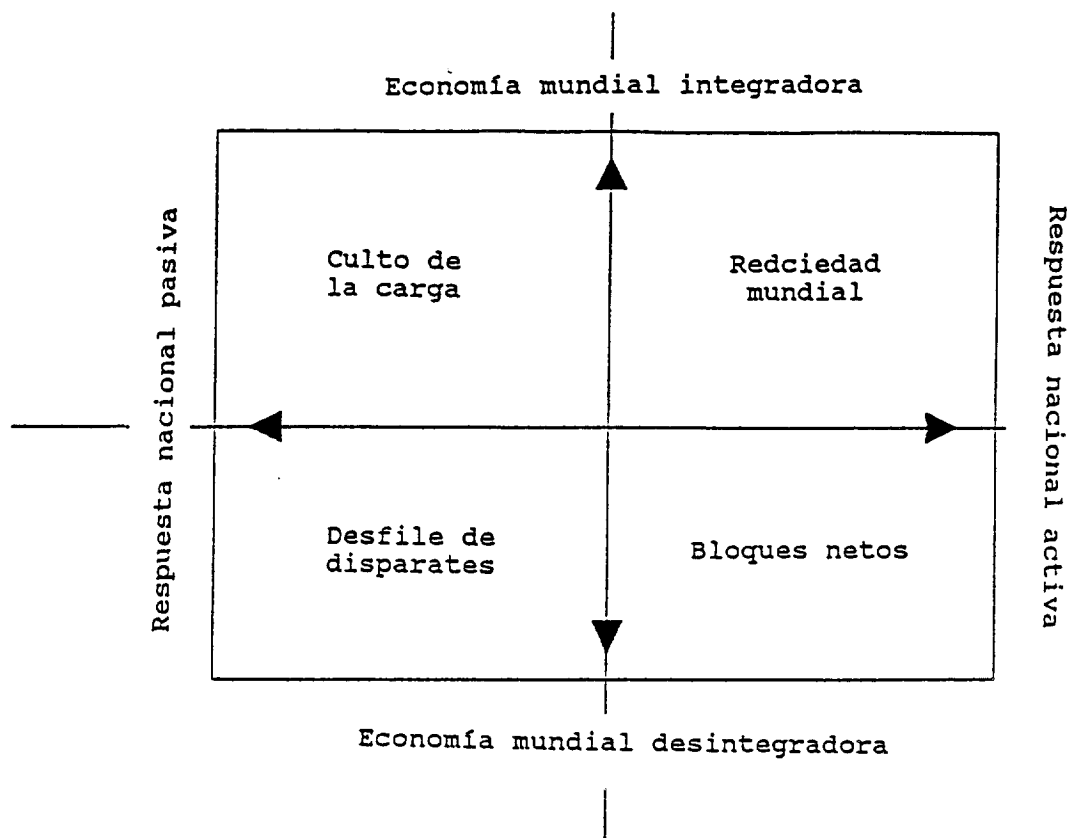 Economía mundial integradora
Respuesta nacional pasiva
Culto de
la carga
Redciedad
mundial
Respuesta nacional activa
Desfile de
disparates
Bloques netos
Economía mundial desintegradora